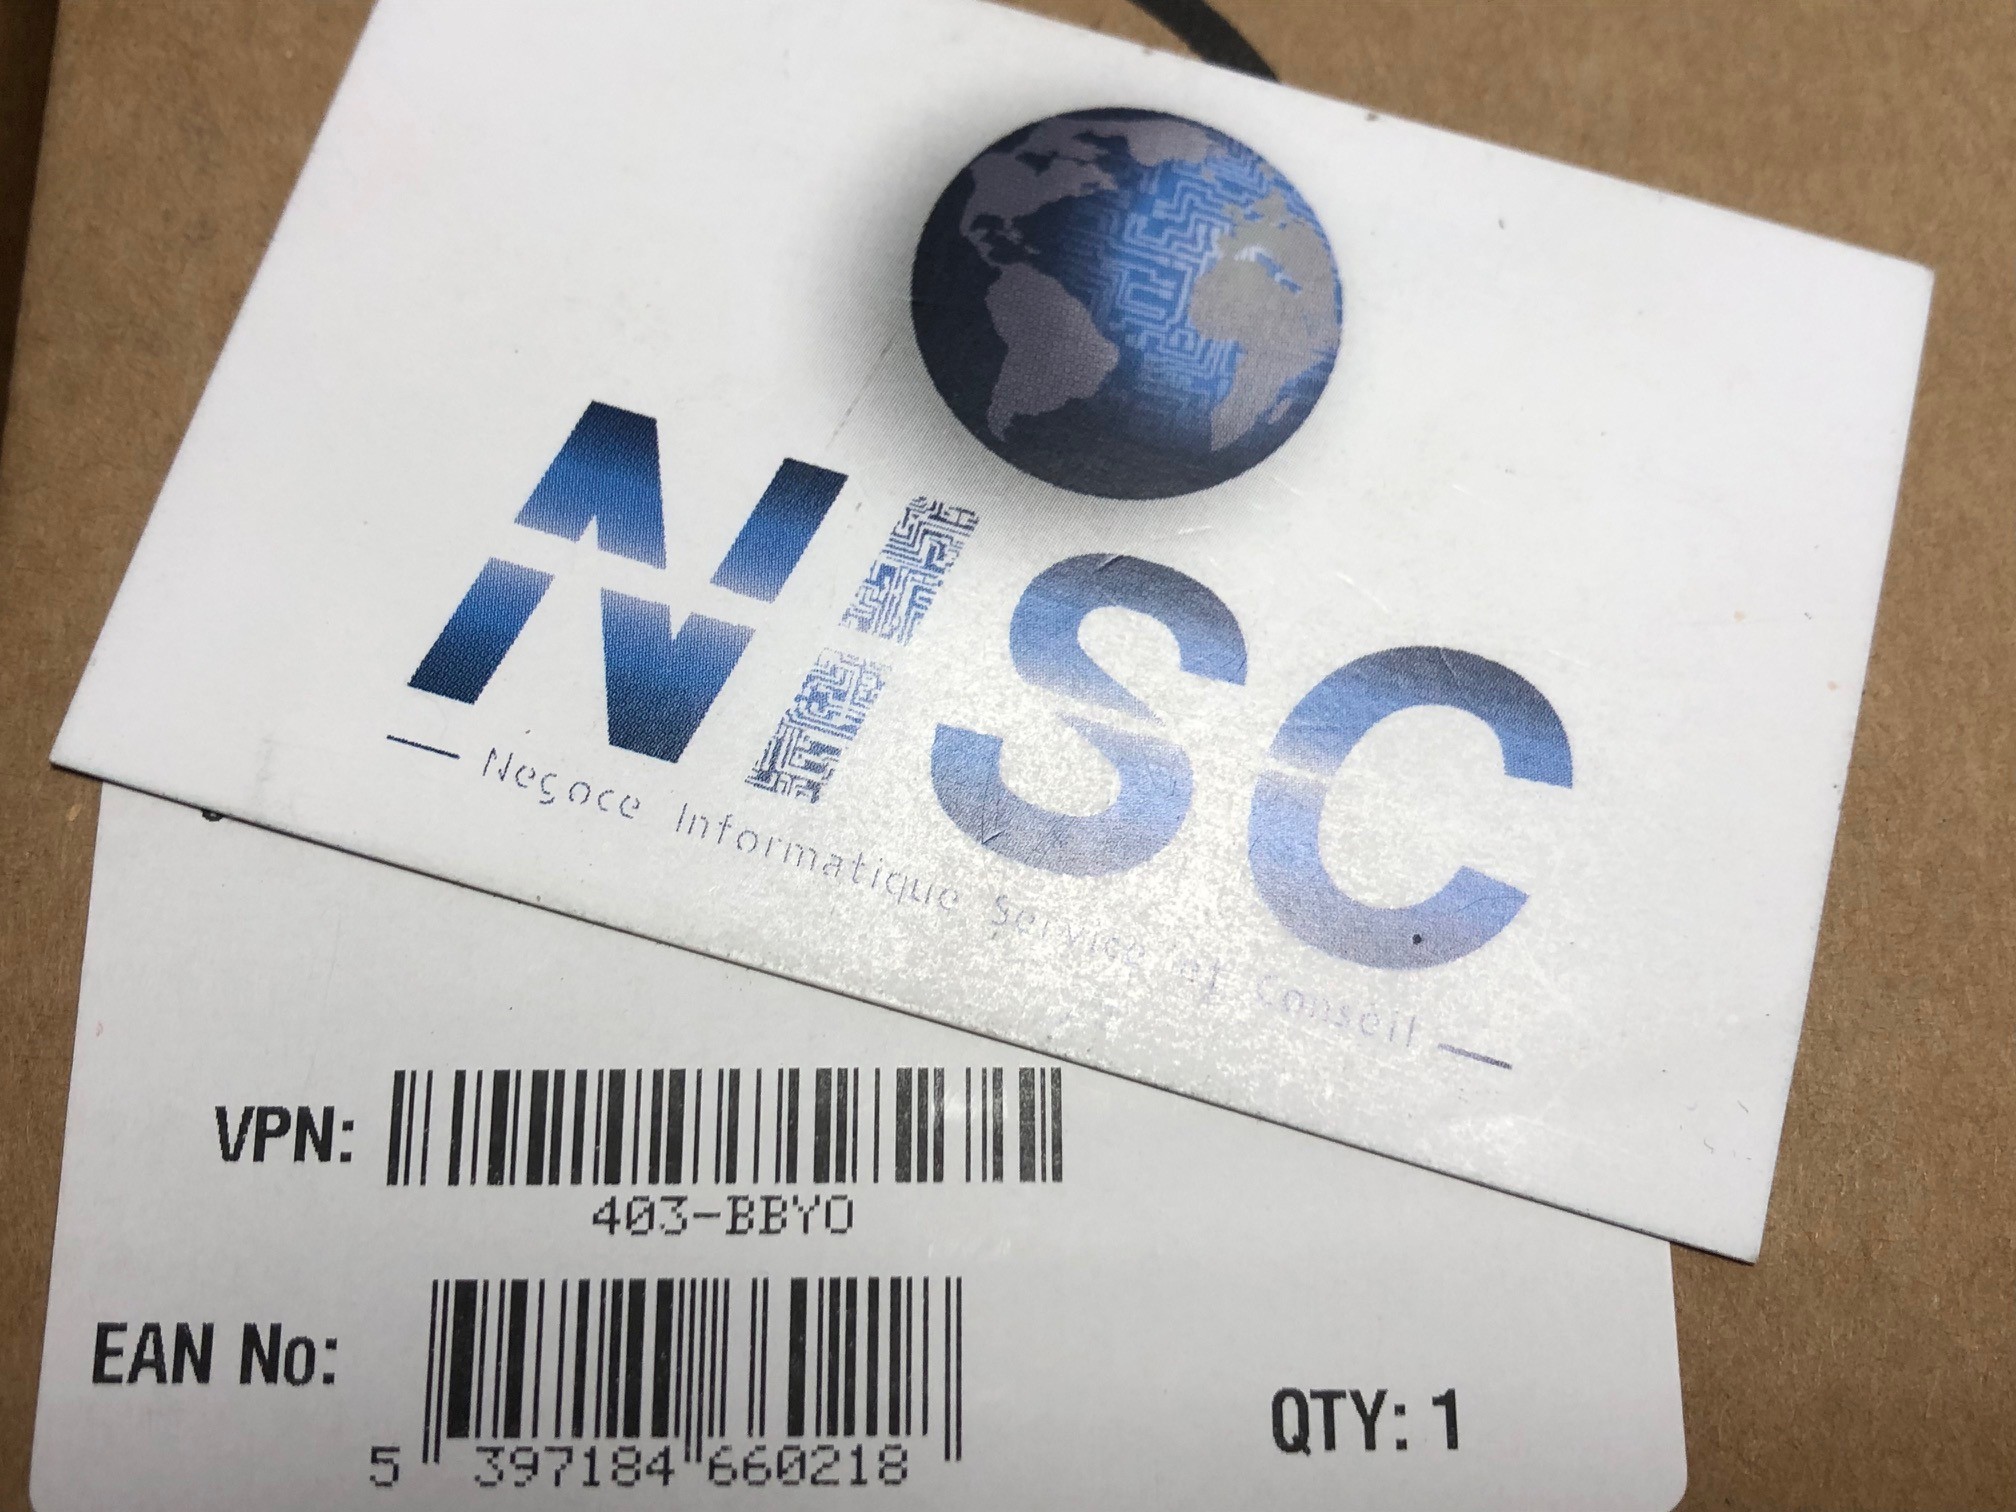 NISC
— Negoce Informatique Service et Conseil —
VPN:
403-BBYO
EAN No:
5 397184 660218
QTY: 1